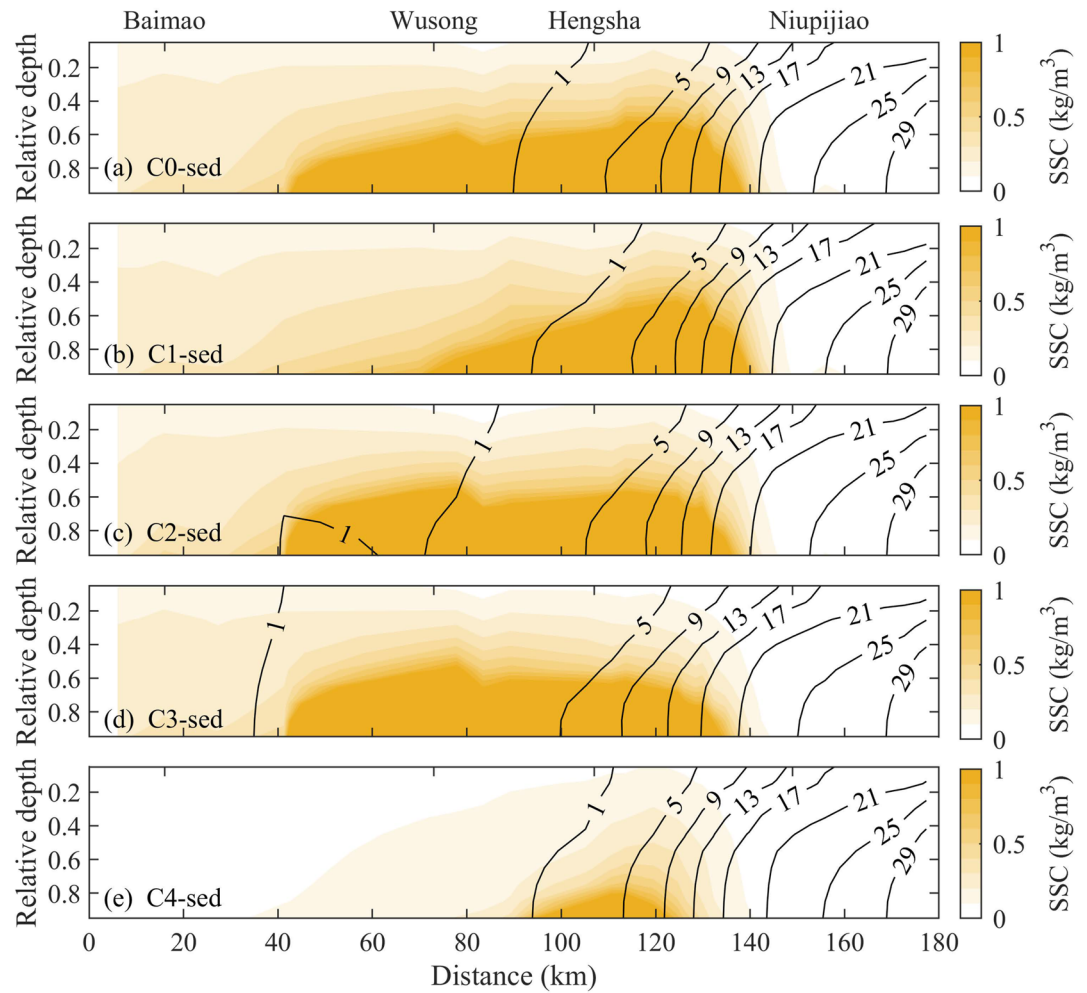 Baimao Wusong Hengsha Niupijiao
Relative depth
0.2
0.4
0.6
0.8
(a) C0-sed
1 5 9 13 17 21 25 29
1
0.5
0
SSC (kg/m³)
Relative depth
0.2
0.4
0.6
0.8
(b) C1-sed
1 5 9 13 17 21 25 29
1
0.5
0
SSC (kg/m³)
Relative depth
0.2
0.4
0.6
0.8
(c) C2-sed
1 1 5 9 13 17 21 25 29
1
0.5
0
SSC (kg/m³)
Relative depth
0.2
0.4
0.6
0.8
(d) C3-sed
1 5 9 13 17 21 25 29
1
0.5
0
SSC (kg/m³)
Relative depth
0.2
0.4
0.6
0.8
(e) C4-sed
1 5 9 13 17 21 25 29
1
0.5
0
SSC (kg/m³)
0 20 40 60 80 100 120 140 160 180
Distance (km)